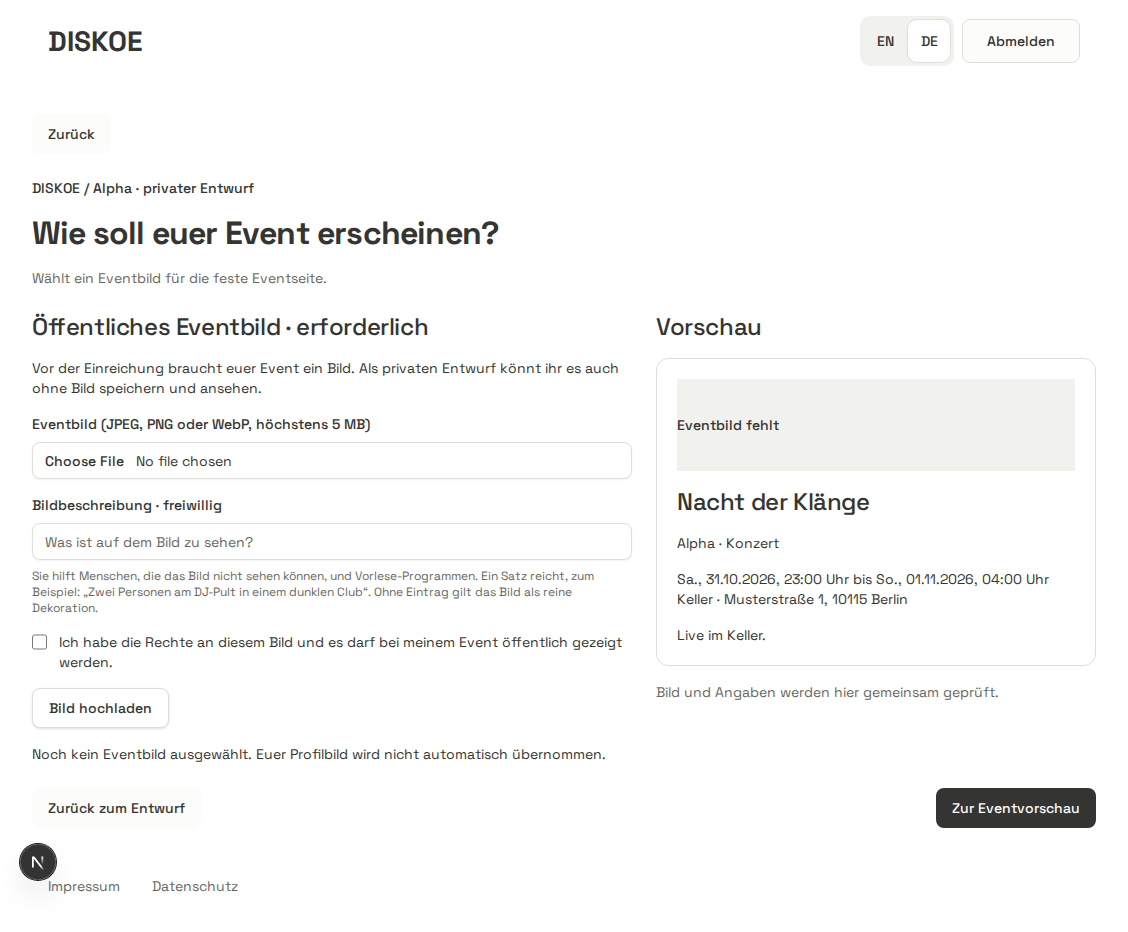 DISKOE
EN
DE
Abmelden
Zurück
DISKOE / Alpha · privater Entwurf
Wie soll euer Event erscheinen?
Wählt ein Eventbild für die feste Eventseite.
Öffentliches Eventbild · erforderlich
Vor der Einreichung braucht euer Event ein Bild. Als privaten Entwurf könnt ihr es auch
ohne Bild speichern und ansehen.
Eventbild (JPEG, PNG oder WebP, höchstens 5 MB)
Choose File No file chosen
Bildbeschreibung · freiwillig
Was ist auf dem Bild zu sehen?
Sie hilft Menschen, die das Bild nicht sehen können, und Vorlese-Programmen. Ein Satz reicht, zum
Beispiel: „Zwei Personen am DJ-Pult in einem dunklen Club“. Ohne Eintrag gilt das Bild als reine
Dekoration.
Ich habe die Rechte an diesem Bild und es darf bei meinem Event öffentlich gezeigt
werden.
Bild hochladen
Noch kein Eventbild ausgewählt. Euer Profilbild wird nicht automatisch übernommen.
Vorschau
Eventbild fehlt
Nacht der Klänge
Alpha · Konzert
Sa., 31.10.2026, 23:00 Uhr bis So., 01.11.2026, 04:00 Uhr
Keller · Musterstraße 1, 10115 Berlin
Live im Keller.
Bild und Angaben werden hier gemeinsam geprüft.
Zurück zum Entwurf
Zur Eventvorschau
N
Impressum
Datenschutz